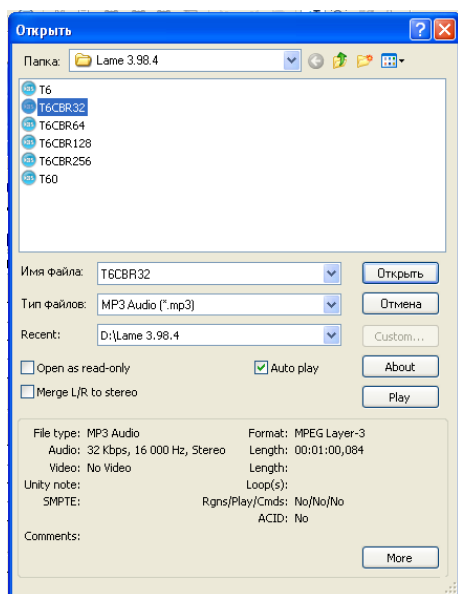 Открыть
Папка: Lame 3.98.4
T6
T6CBR32
T6CBR64
T6CBR128
T6CBR256
T60
Имя файла: T6CBR32 Открыть
Тип файлов: MP3 Audio (*.mp3) Отмена
Recent: D:\Lame 3.98.4 Custom...
Open as read-only Auto play About
Merge L/R to stereo Play
File type: MP3 Audio Format: MPEG Layer-3
Audio: 32 Kbps, 16 000 Hz, Stereo Length: 00:01:00,084
Video: No Video Length:
Unity note: Loop(s):
SMPTE: Rgns/Play/Cmds: No/No/No
ACID: No
Comments:
More